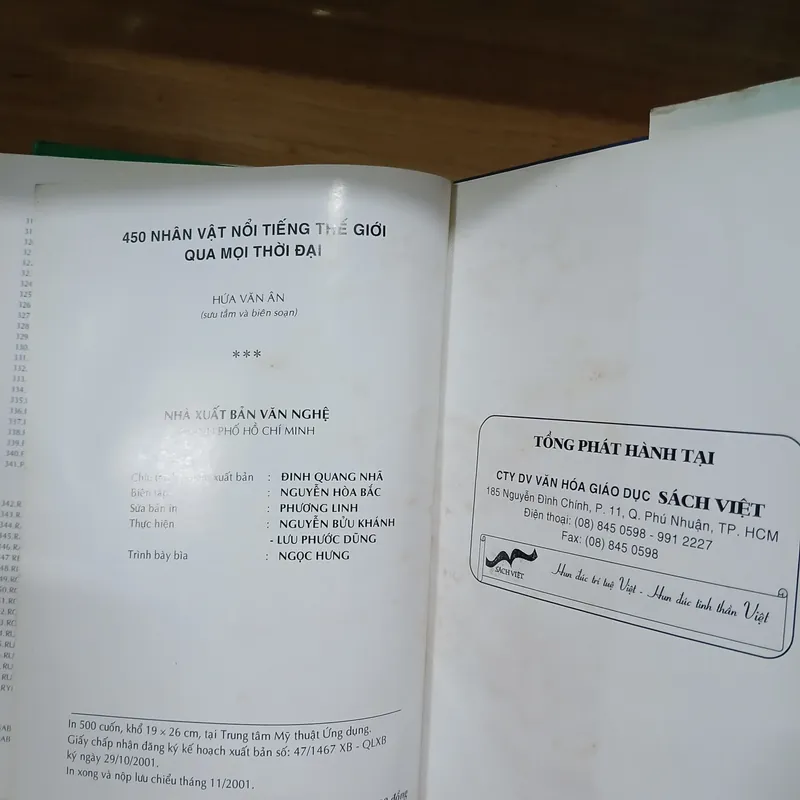 450 NHÂN VẬT NỔI TIẾNG THẾ GIỚI
QUA MỌI THỜI ĐẠI
HỨA VĂN ÂN
(sưu tầm và biên soạn)
***
NHÀ XUẤT BẢN VĂN NGHỆ
PHỐ HỒ CHÍ MINH
xuất bản : ĐINH QUANG NHÃ
Biên tập : NGUYỄN HÒA BẮC
Sửa bản in : PHƯƠNG LINH
Thực hiện : NGUYỄN BỬU KHÁNH
- LƯU PHƯỚC DŨNG
Trình bày bìa : NGỌC HƯNG
In 500 cuốn, khổ 19 × 26 cm, tại Trung tâm Mỹ thuật Ứng dụng.
Giấy chấp nhận đăng ký kế hoạch xuất bản số: 47/1467 XB - QLXB
ký ngày 29/10/2001.
In xong và nộp lưu chiểu tháng 11/2001.
đồng
TỔNG PHÁT HÀNH TẠI
CTY DV VĂN HÓA GIÁO DỤC SÁCH VIỆT
185 Nguyễn Đình Chính, P. 11, Q. Phú Nhuận, TP. HCM
Điện thoại: (08) 845 0598 - 991 2227
Fax: (08) 845 0598
SÁCH VIỆT
Hun đúc trí tuệ Việt - Hun đúc tinh thần Việt